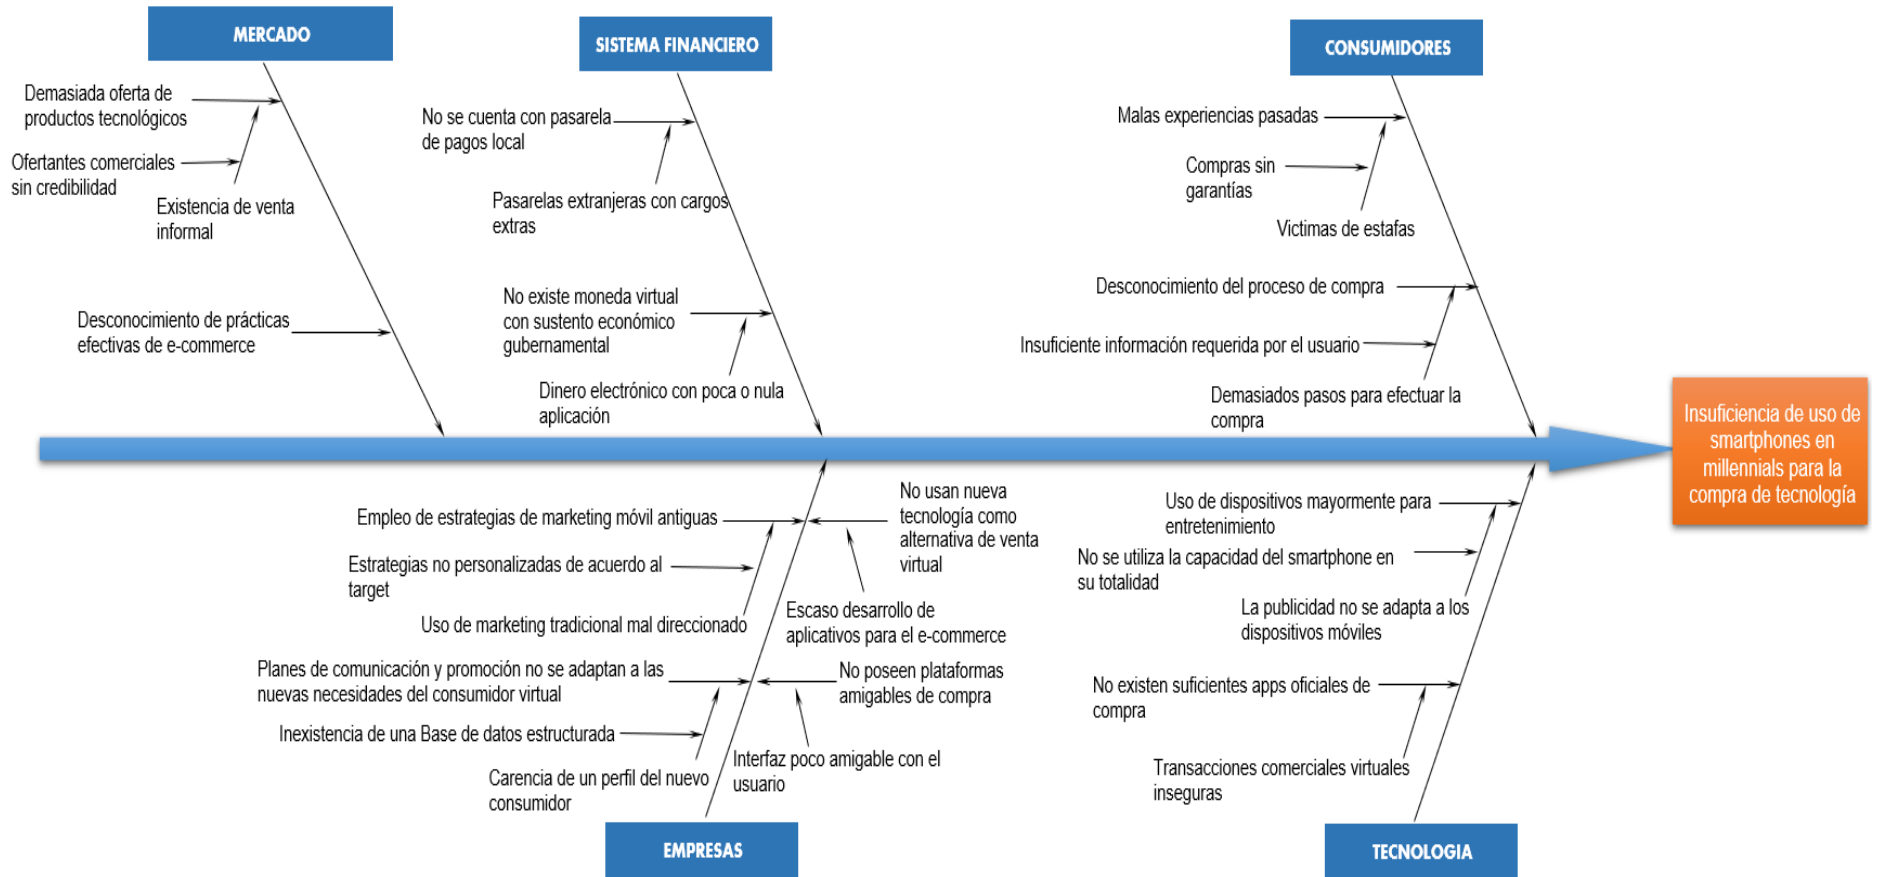 MERCADO
SISTEMA FINANCIERO
CONSUMIDORES
Demasiada oferta de
productos tecnológicos
Ofertantes comerciales
sin credibilidad
Existencia de venta
informal
Desconocimiento de prácticas
efectivas de e-commerce
No se cuenta con pasarela
de pagos local
Pasarelas extranjeras con cargos
extras
No existe moneda virtual
con sustento económico
gubernamental
Dinero electrónico con poca o nula
aplicación
Malas experiencias pasadas
Compras sin
garantías
Victimas de estafas
Desconocimiento del proceso de compra
Insuficiente información requerida por el usuario
Demasiados pasos para efectuar la
compra
Insuficiencia de uso de
smartphones en
millennials para la
compra de tecnología
Empleo de estrategias de marketing móvil antiguas
Estrategias no personalizadas de acuerdo al
target
Uso de marketing tradicional mal direccionado
Planes de comunicación y promoción no se adaptan a las
nuevas necesidades del consumidor virtual
Inexistencia de una Base de datos estructurada
Carencia de un perfil del nuevo
consumidor
No usan nueva
tecnología como
alternativa de venta
virtual
Escaso desarrollo de
aplicativos para el e-commerce
No poseen plataformas
amigables de compra
Interfaz poco amigable con el
usuario
Uso de dispositivos mayormente para
entretenimiento
No se utiliza la capacidad del smartphone en
su totalidad
La publicidad no se adapta a los
dispositivos móviles
No existen suficientes apps oficiales de
compra
Transacciones comerciales virtuales
inseguras
EMPRESAS
TECNOLOGIA